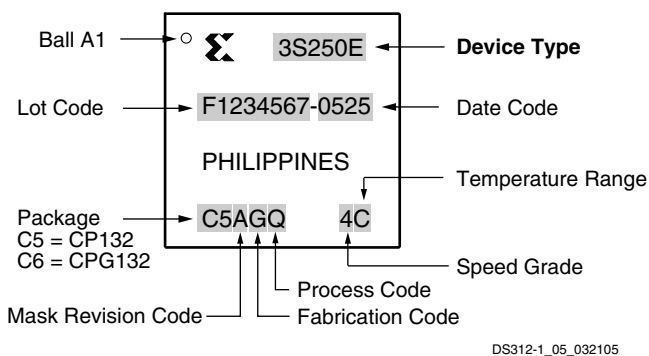 Ball A1
3S250E
Device Type
Lot Code
F1234567-0525
Date Code
PHILIPPINES
Temperature Range
Package
C5 = CP132
C6 = CPG132
C5AGQ
4C
Speed Grade
Process Code
Mask Revision Code
Fabrication Code
DS312-1_05_032105